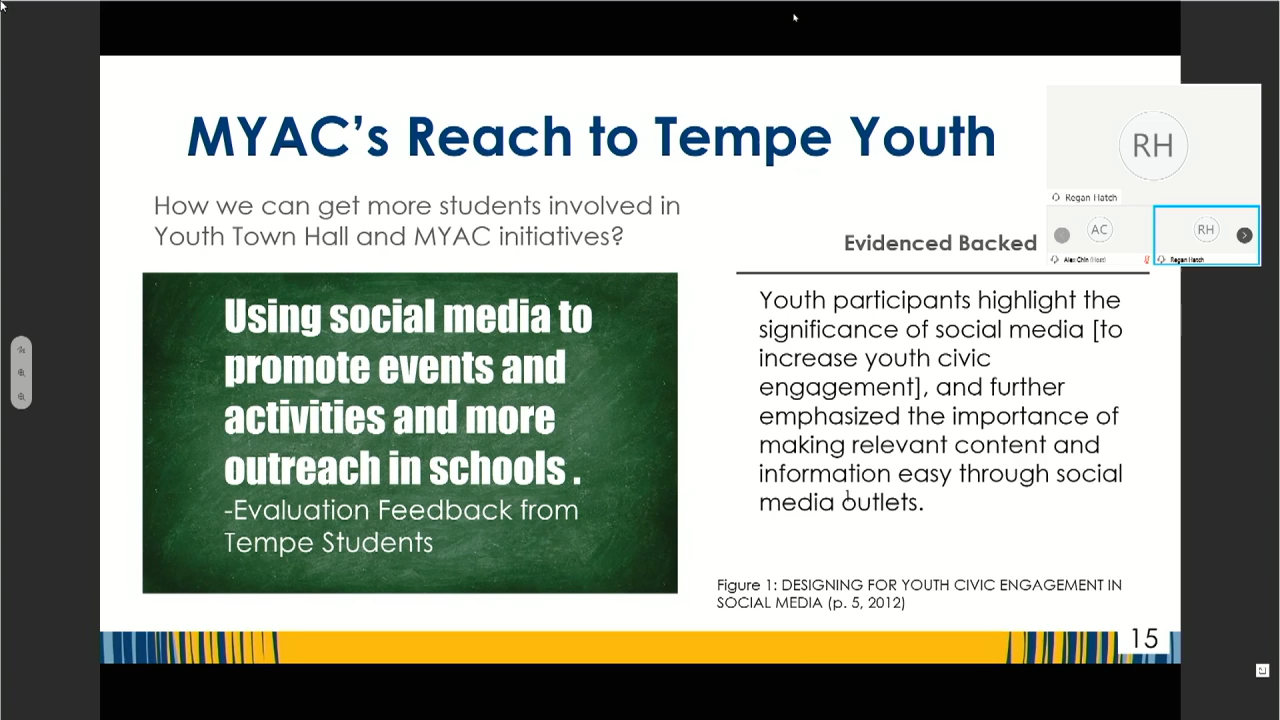 MYAC's Reach to Tempe Youth
How we can get more students involved in
Youth Town Hall and MYAC initiatives?
Using social media to
promote events and
activities and more
outreach in schools .
-Evaluation Feedback from
Tempe Students
Evidenced Backed
Youth participants highlight the
significance of social media [to
increase youth civic
engagement], and further
emphasized the importance of
making relevant content and
information easy through social
media outlets.
Figure 1: DESIGNING FOR YOUTH CIVIC ENGAGEMENT IN
SOCIAL MEDIA (p. 5, 2012)
15
RH
Regan Hatch
AC
Alex Chin (Host)
RH
Regan Hatch